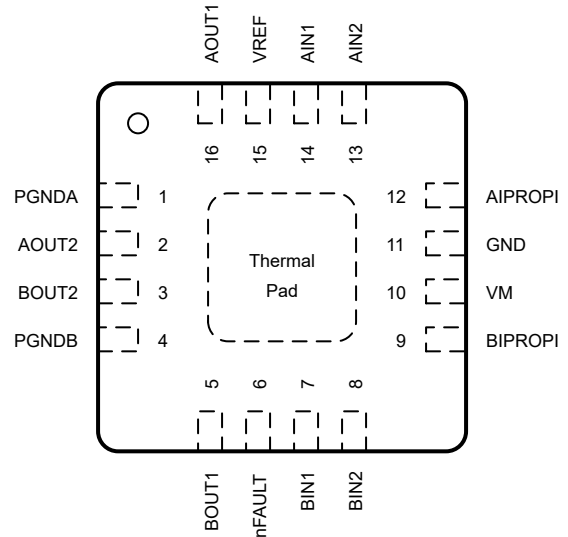 AOUT1
VREF
AIN1
AIN2
16
15
14
13
PGNDA
1
12
AIPROPI
AOUT2
2
11
GND
BOUT2
3
10
VM
PGNDB
4
9
BIPROPI
Thermal
Pad
5
6
7
8
BOUT1
nFAULT
BIN1
BIN2